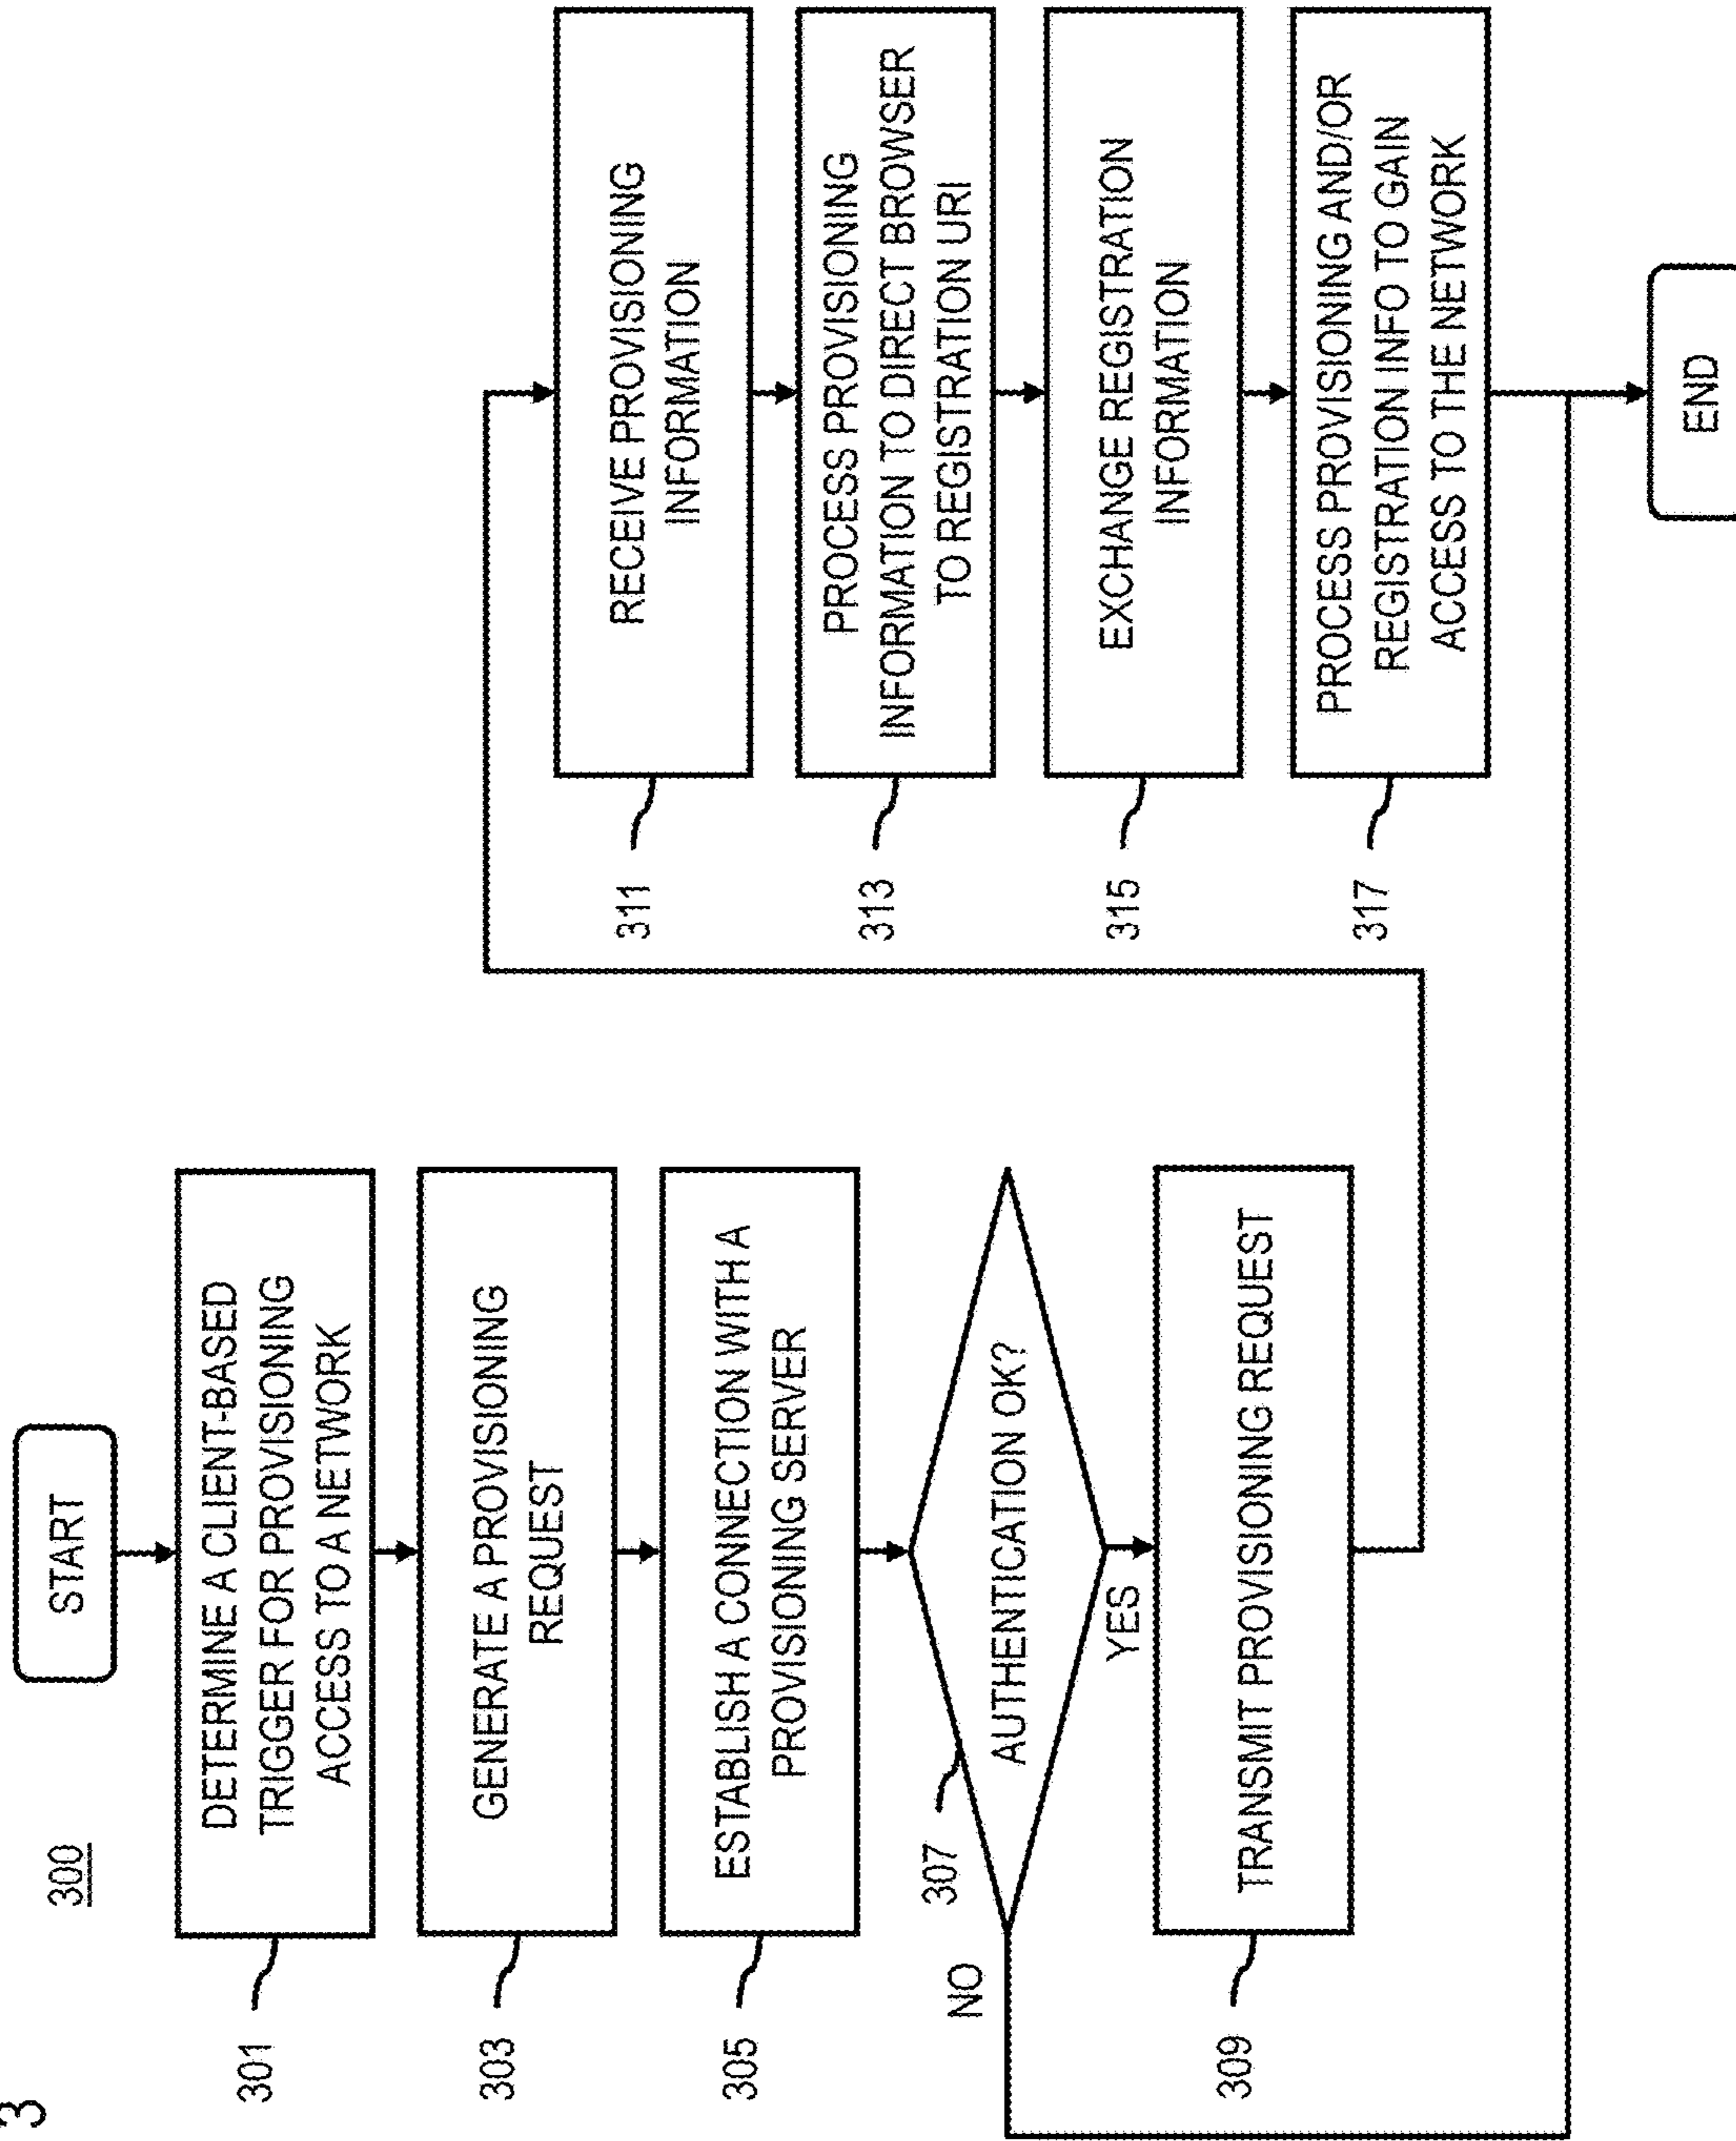 3
300
START
DETERMINE A CLIENT-BASED
TRIGGER FOR PROVISIONING
ACCESS TO A NETWORK
301
GENERATE A PROVISIONING
REQUEST
303
ESTABLISH A CONNECTION WITH A
PROVISIONING SERVER
305
AUTHENTICATION OK?
307
NO
YES
TRANSMIT PROVISIONING REQUEST
309
RECEIVE PROVISIONING
INFORMATION
311
PROCESS PROVISIONING
INFORMATION TO DIRECT BROWSER
TO REGISTRATION URI
313
EXCHANGE REGISTRATION
INFORMATION
315
PROCESS PROVISIONING AND/OR
REGISTRATION INFO TO GAIN
ACCESS TO THE NETWORK
317
END